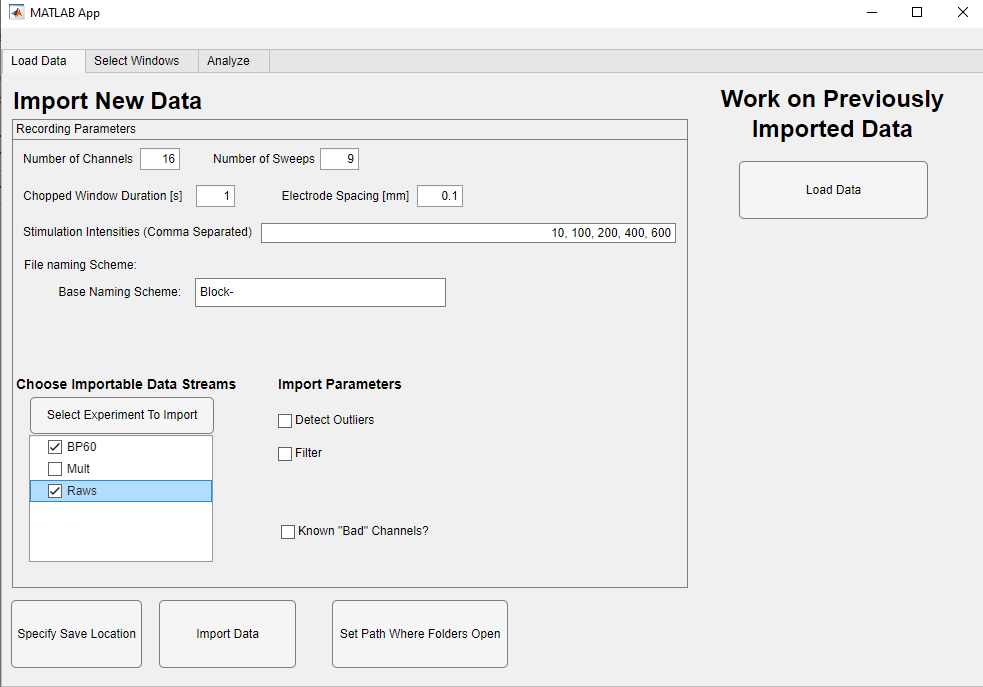 MATLAB App
Load Data Select Windows Analyze
Import New Data
Work on Previously
Imported Data
Recording Parameters
Number of Channels 16 Number of Sweeps 9
Chopped Window Duration [s] 1 Electrode Spacing [mm] 0.1
Load Data
Stimulation Intensities (Comma Separated) 10, 100, 200, 400, 600
File naming Scheme:
Base Naming Scheme: Block-
Choose Importable Data Streams Import Parameters
Select Experiment To Import
Detect Outliers
BP60
Filter
Mult
Raws
Known "Bad" Channels?
Specify Save Location Import Data Set Path Where Folders Open